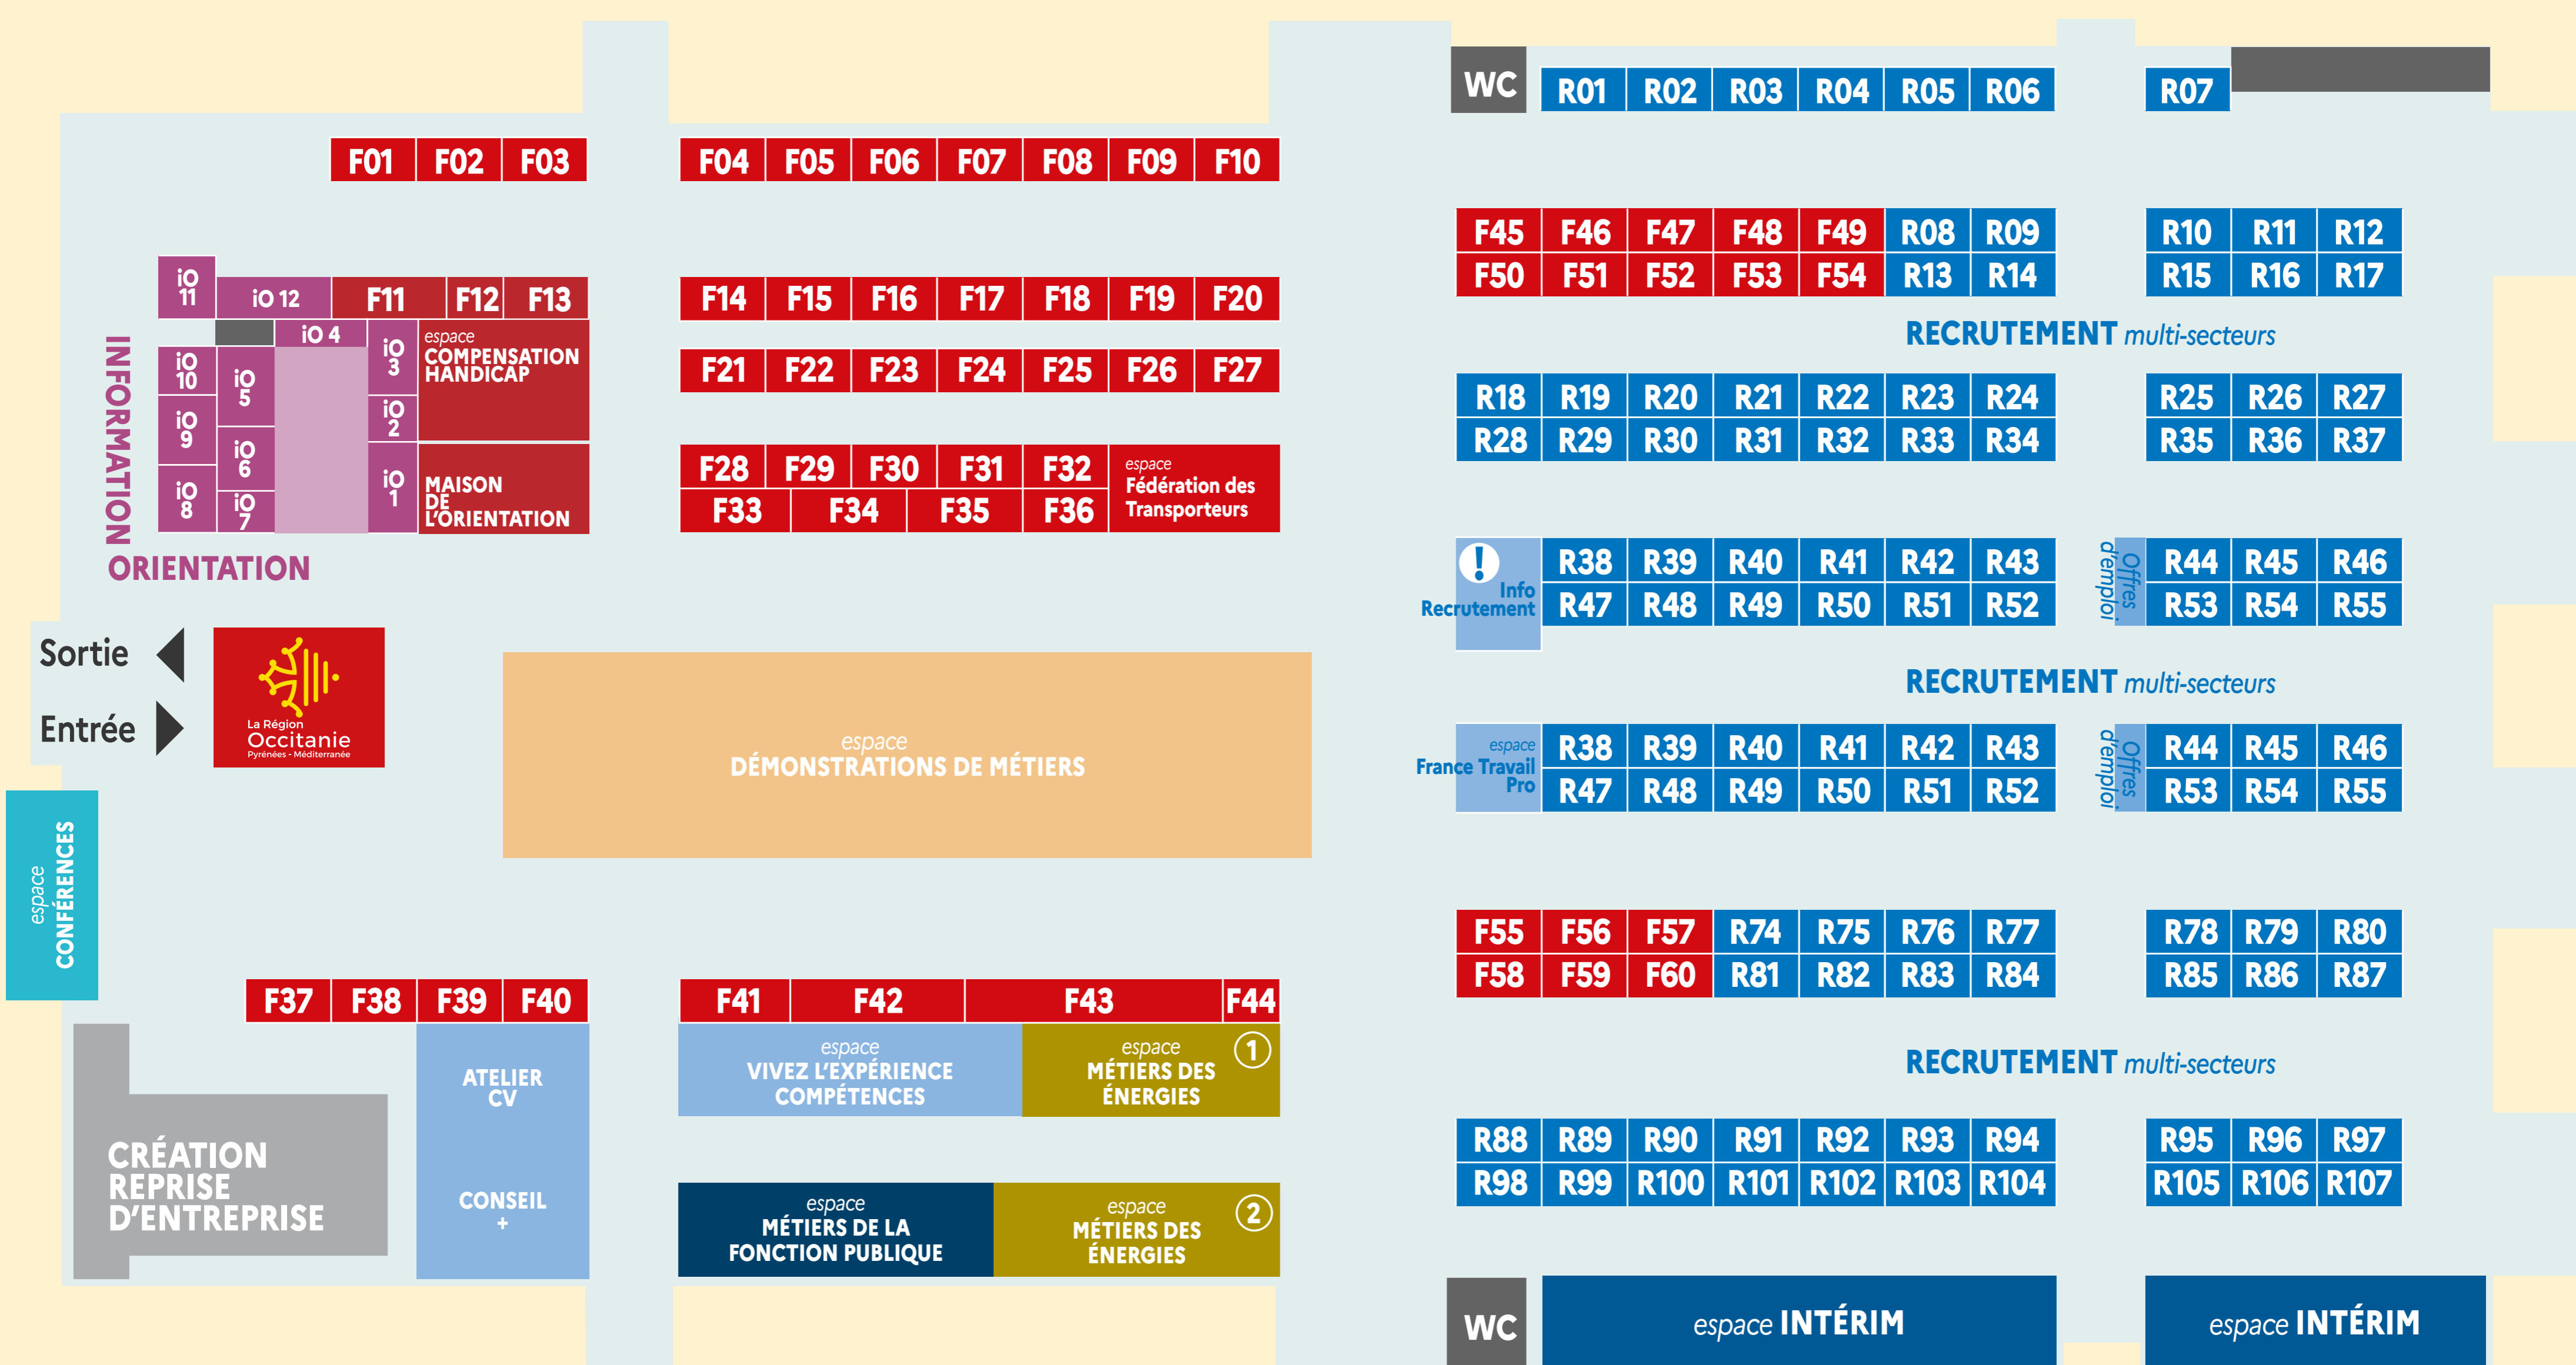 WC
R01 R02 R03 R04 R05 R06
R07
F01 F02 F03
F04 F05 F06 F07 F08 F09 F10
F45 F46 F47 F48 F49 R08 R09
F50 F51 F52 F53 F54 R13 R14
R10 R11 R12
R15 R16 R17
iO
11
iO 12
F11 F12 F13
iO 4
iO
3
espace
COMPENSATION
HANDICAP
iO
10
iO
5
iO
2
iO
9
iO
6
iO
1
MAISON
DE
L'ORIENTATION
iO
8
iO
7
INFORMATION
ORIENTATION
F14 F15 F16 F17 F18 F19 F20
F21 F22 F23 F24 F25 F26 F27
F28 F29 F30 F31 F32
F33 F34 F35 F36
espace
Fédération des
Transporteurs
RECRUTEMENT multi-secteurs
R18 R19 R20 R21 R22 R23 R24
R28 R29 R30 R31 R32 R33 R34
R25 R26 R27
R35 R36 R37
!
Info
Recrutement
R38 R39 R40 R41 R42 R43
R47 R48 R49 R50 R51 R52
Offres
d'emploi
R44 R45 R46
R53 R54 R55
Sortie
Entrée
La Région
Occitanie
Pyrénées - Méditerranée
espace
DÉMONSTRATIONS DE MÉTIERS
RECRUTEMENT multi-secteurs
espace
France Travail
Pro
R38 R39 R40 R41 R42 R43
R47 R48 R49 R50 R51 R52
Offres
d'emploi
R44 R45 R46
R53 R54 R55
espace
CONFÉRENCES
F37 F38 F39 F40
F41 F42 F43 F44
F55 F56 F57 R74 R75 R76 R77
F58 F59 F60 R81 R82 R83 R84
R78 R79 R80
R85 R86 R87
ATELIER
CV
CONSEIL
+
CRÉATION
REPRISE
D'ENTREPRISE
espace
VIVEZ L'EXPÉRIENCE
COMPÉTENCES
espace
MÉTIERS DES
ÉNERGIES
1
espace
MÉTIERS DE LA
FONCTION PUBLIQUE
espace
MÉTIERS DES
ÉNERGIES
2
RECRUTEMENT multi-secteurs
R88 R89 R90 R91 R92 R93 R94
R98 R99 R100 R101 R102 R103 R104
R95 R96 R97
R105 R106 R107
WC
espace INTÉRIM
espace INTÉRIM